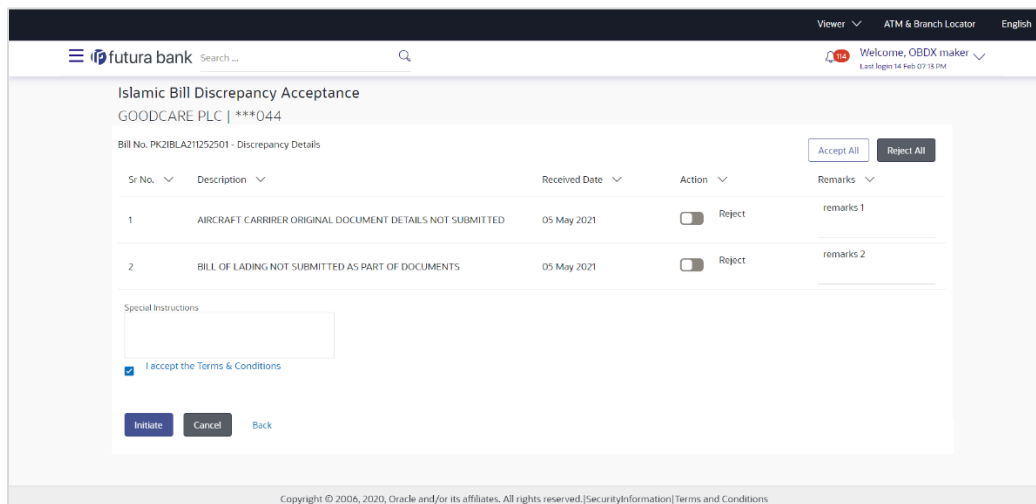 Viewer ATM & Branch Locator English
futura bank Search ... 114 Welcome, OBDX maker
Last login 14 Feb 07:13 PM
Islamic Bill Discrepancy Acceptance
GOODCARE PLC | ***044
Bill No. PK2IBLA211252501 - Discrepancy Details Accept All Reject All
Sr No. Description Received Date Action Remarks
1 AIRCRAFT CARRIRER ORIGINAL DOCUMENT DETAILS NOT SUBMITTED 05 May 2021 Reject remarks 1
2 BILL OF LADING NOT SUBMITTED AS PART OF DOCUMENTS 05 May 2021 Reject remarks 2
Special Instructions
I accept the Terms & Conditions
Initiate Cancel Back
Copyright © 2006, 2020, Oracle and/or its affiliates. All rights reserved.|SecurityInformation|Terms and Conditions